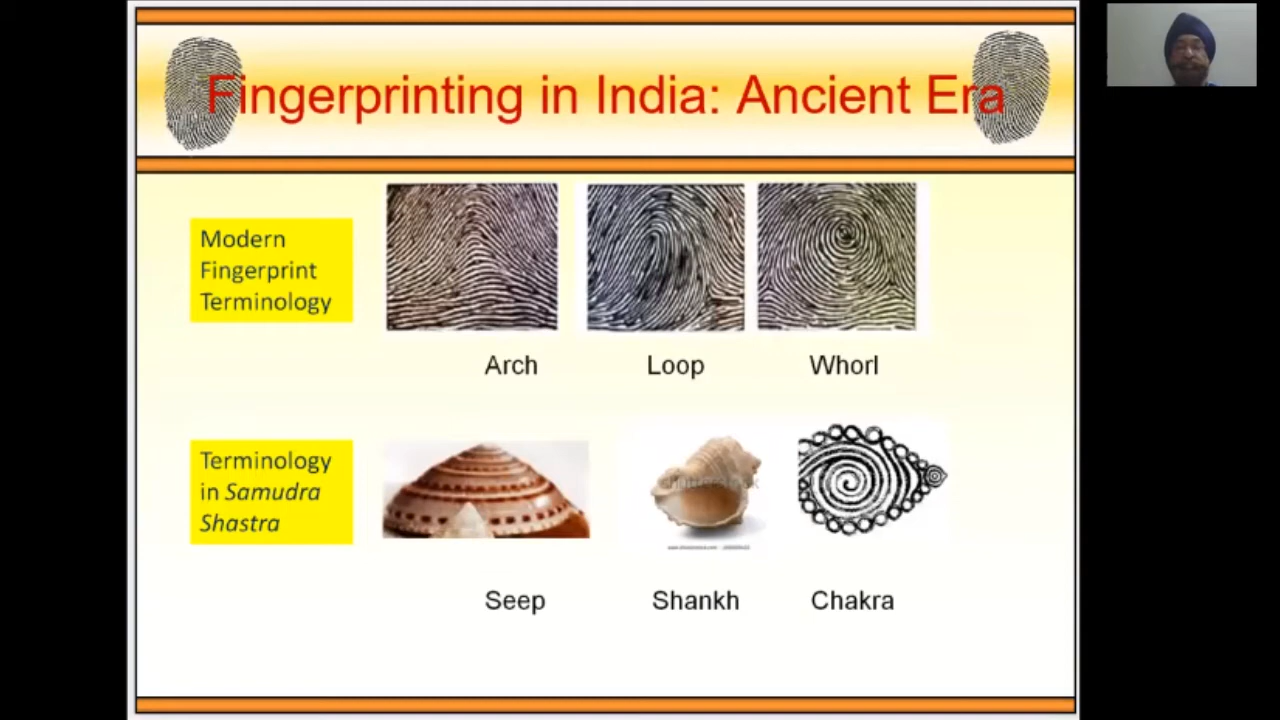 Fingerprinting in India: Ancient Era
Modern
Fingerprint
Terminology
Arch
Loop
Whorl
Terminology
in Samudra
Shastra
Seep
Shankh
Chakra